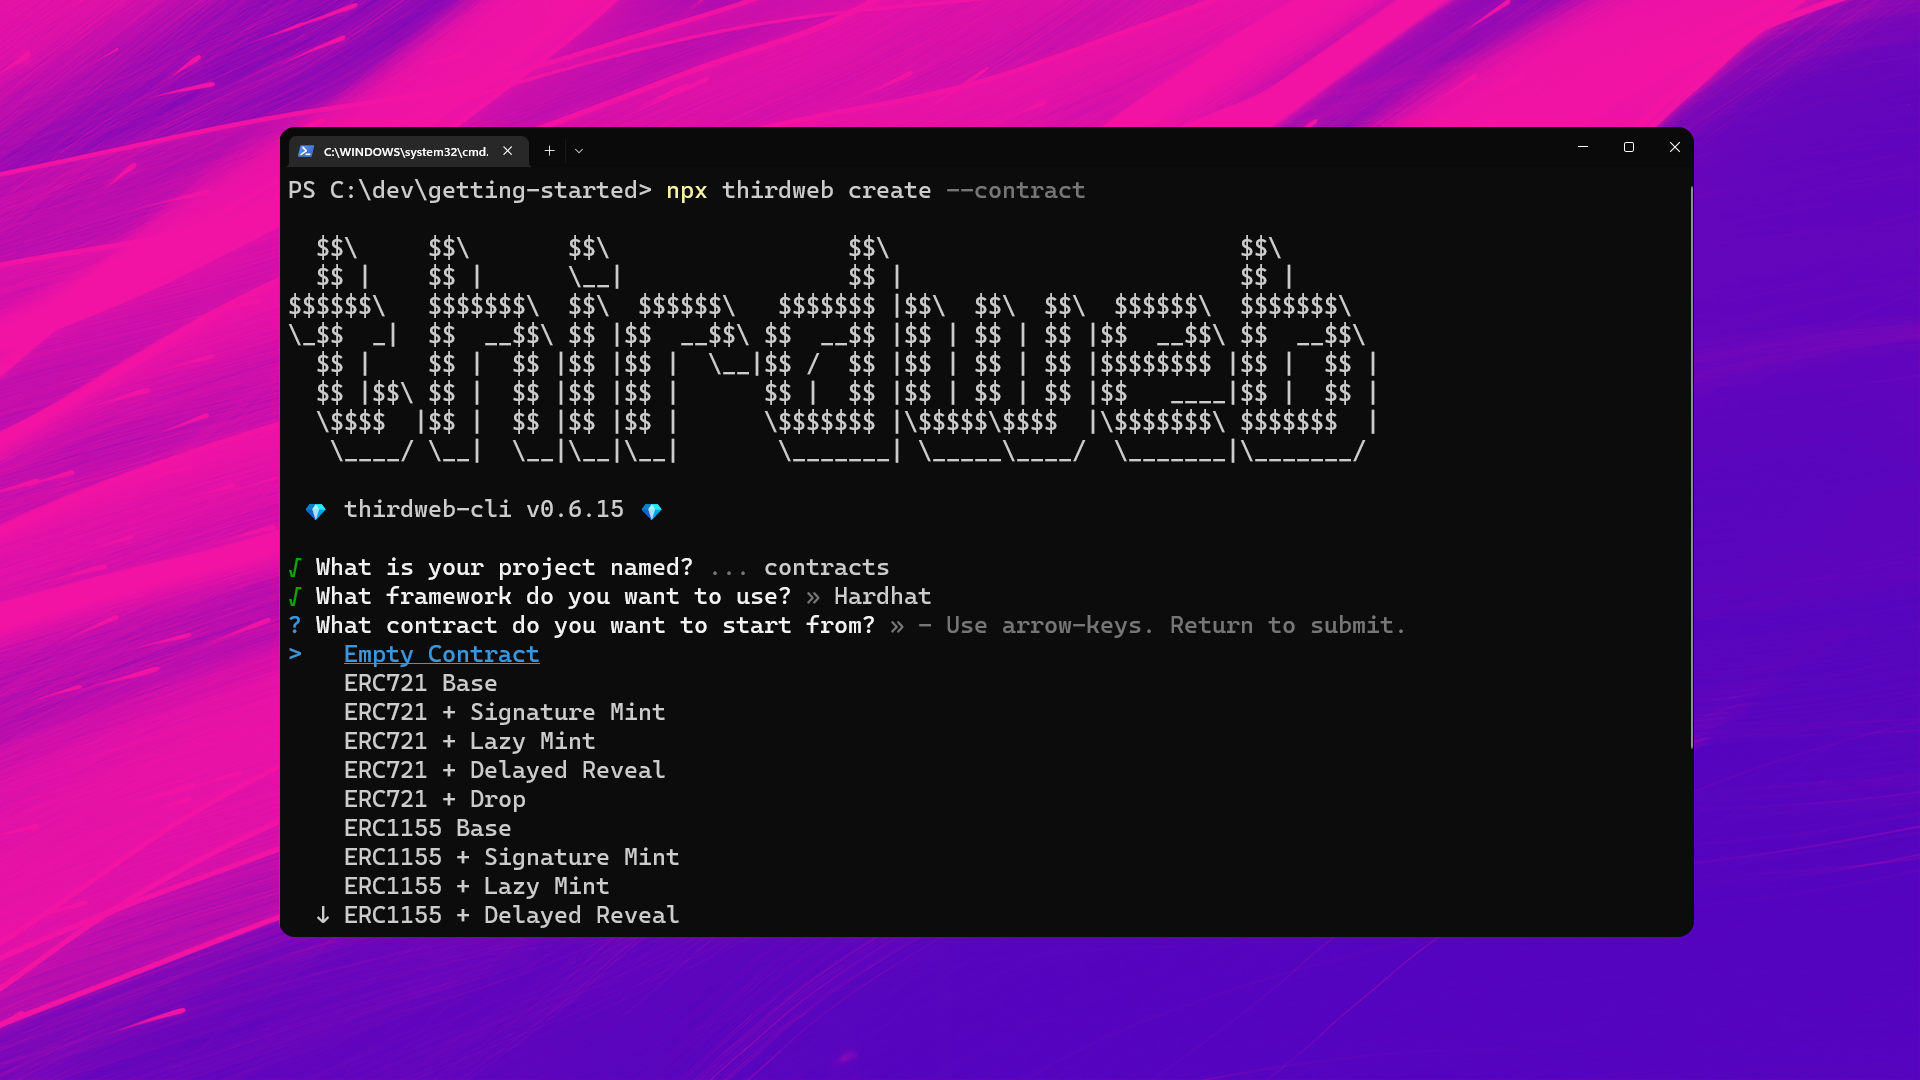 C:\WINDOWS\system32\cmd.
PS C:\dev\getting-started> npx thirdweb create --contract
  $$\     $$\       $$\                 $$\                         $$\
  $$ |    $$ |      \__|                $$ |                        $$ |
$$$$$$\   $$$$$$$\  $$\  $$$$$$\   $$$$$$$ |$$\  $$\  $$\  $$$$$$\  $$$$$$$\
\_$$  _|  $$  __$$\ $$ |$$  __$$\ $$  __$$ |$$ | $$ | $$ |$$  __$$\ $$  __$$\
  $$ |    $$ |  $$ |$$ |$$ |  \__|$$ /  $$ |$$ | $$ | $$ |$$$$$$$$ |$$ |  $$ |
  $$ |$$\ $$ |  $$ |$$ |$$ |      $$ |  $$ |$$ | $$ | $$ |$$   ____|$$ |  $$ |
  \$$$$  |$$ |  $$ |$$ |$$ |      \$$$$$$$ |\$$$$$\$$$$  |\$$$$$$$\ $$$$$$$  |
   \____/ \__|  \__|\__|\__|       \_______| \_____\____/  \_______|\_______/
💎 thirdweb-cli v0.6.15 💎
√ What is your project named? ... contracts
√ What framework do you want to use? » Hardhat
? What contract do you want to start from? » - Use arrow-keys. Return to submit.
>   Empty Contract
    ERC721 Base
    ERC721 + Signature Mint
    ERC721 + Lazy Mint
    ERC721 + Delayed Reveal
    ERC721 + Drop
    ERC1155 Base
    ERC1155 + Signature Mint
    ERC1155 + Lazy Mint
  ↓ ERC1155 + Delayed Reveal